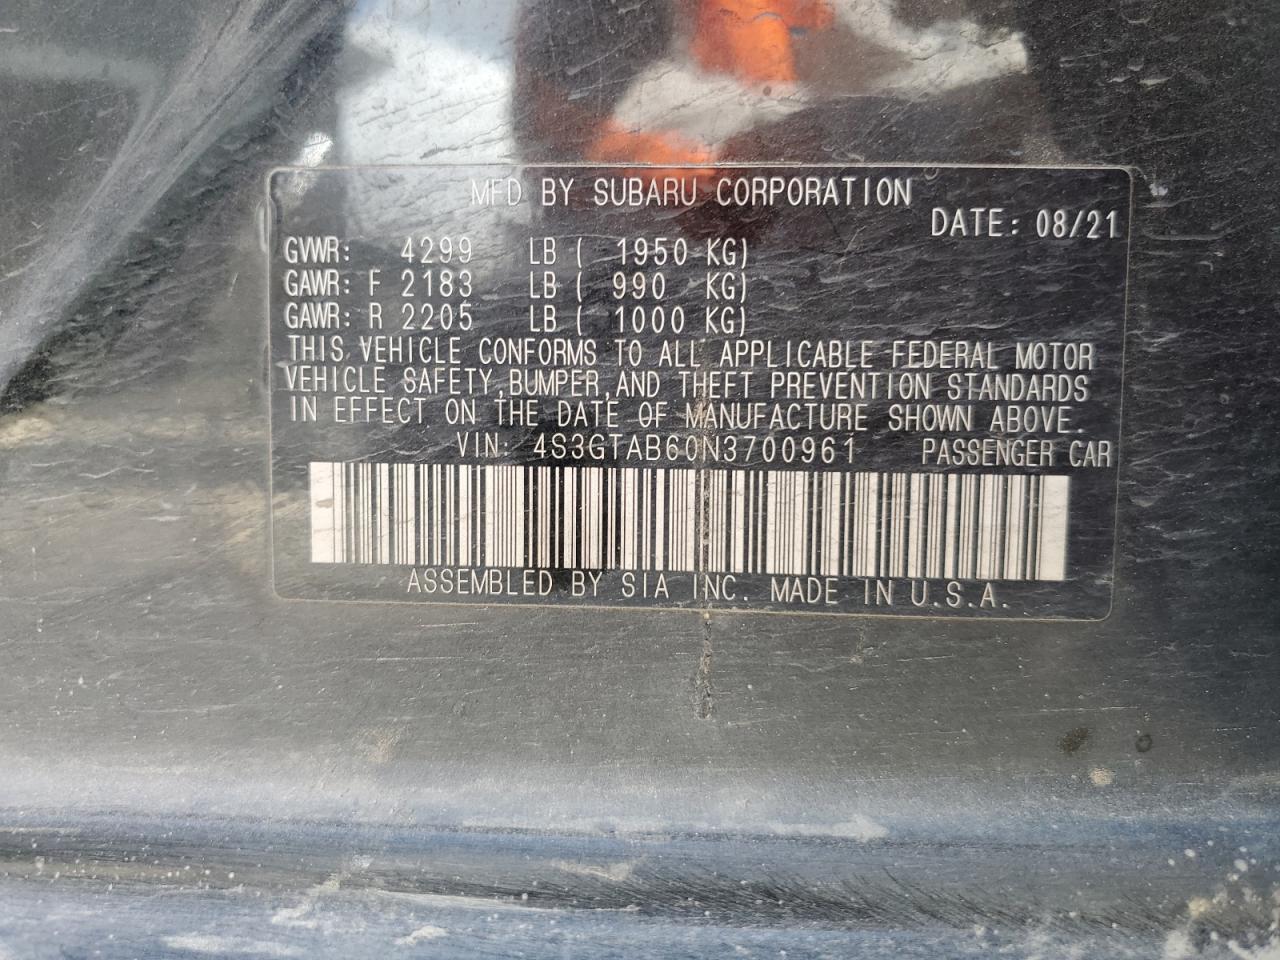 MFD BY SUBARU CORPORATION
DATE: 08/21
GVWR: 4299 LB ( 1950 KG)
GAWR: F 2183 LB ( 990 KG)
GAWR: R 2205 LB ( 1000 KG)
THIS VEHICLE CONFORMS TO ALL APPLICABLE FEDERAL MOTOR
VEHICLE SAFETY,BUMPER,AND THEFT PREVENTION STANDARDS
IN EFFECT ON THE DATE OF MANUFACTURE SHOWN ABOVE.
VIN: 4S3GTAB60N3700961 PASSENGER CAR
ASSEMBLED BY SIA INC. MADE IN U.S.A.